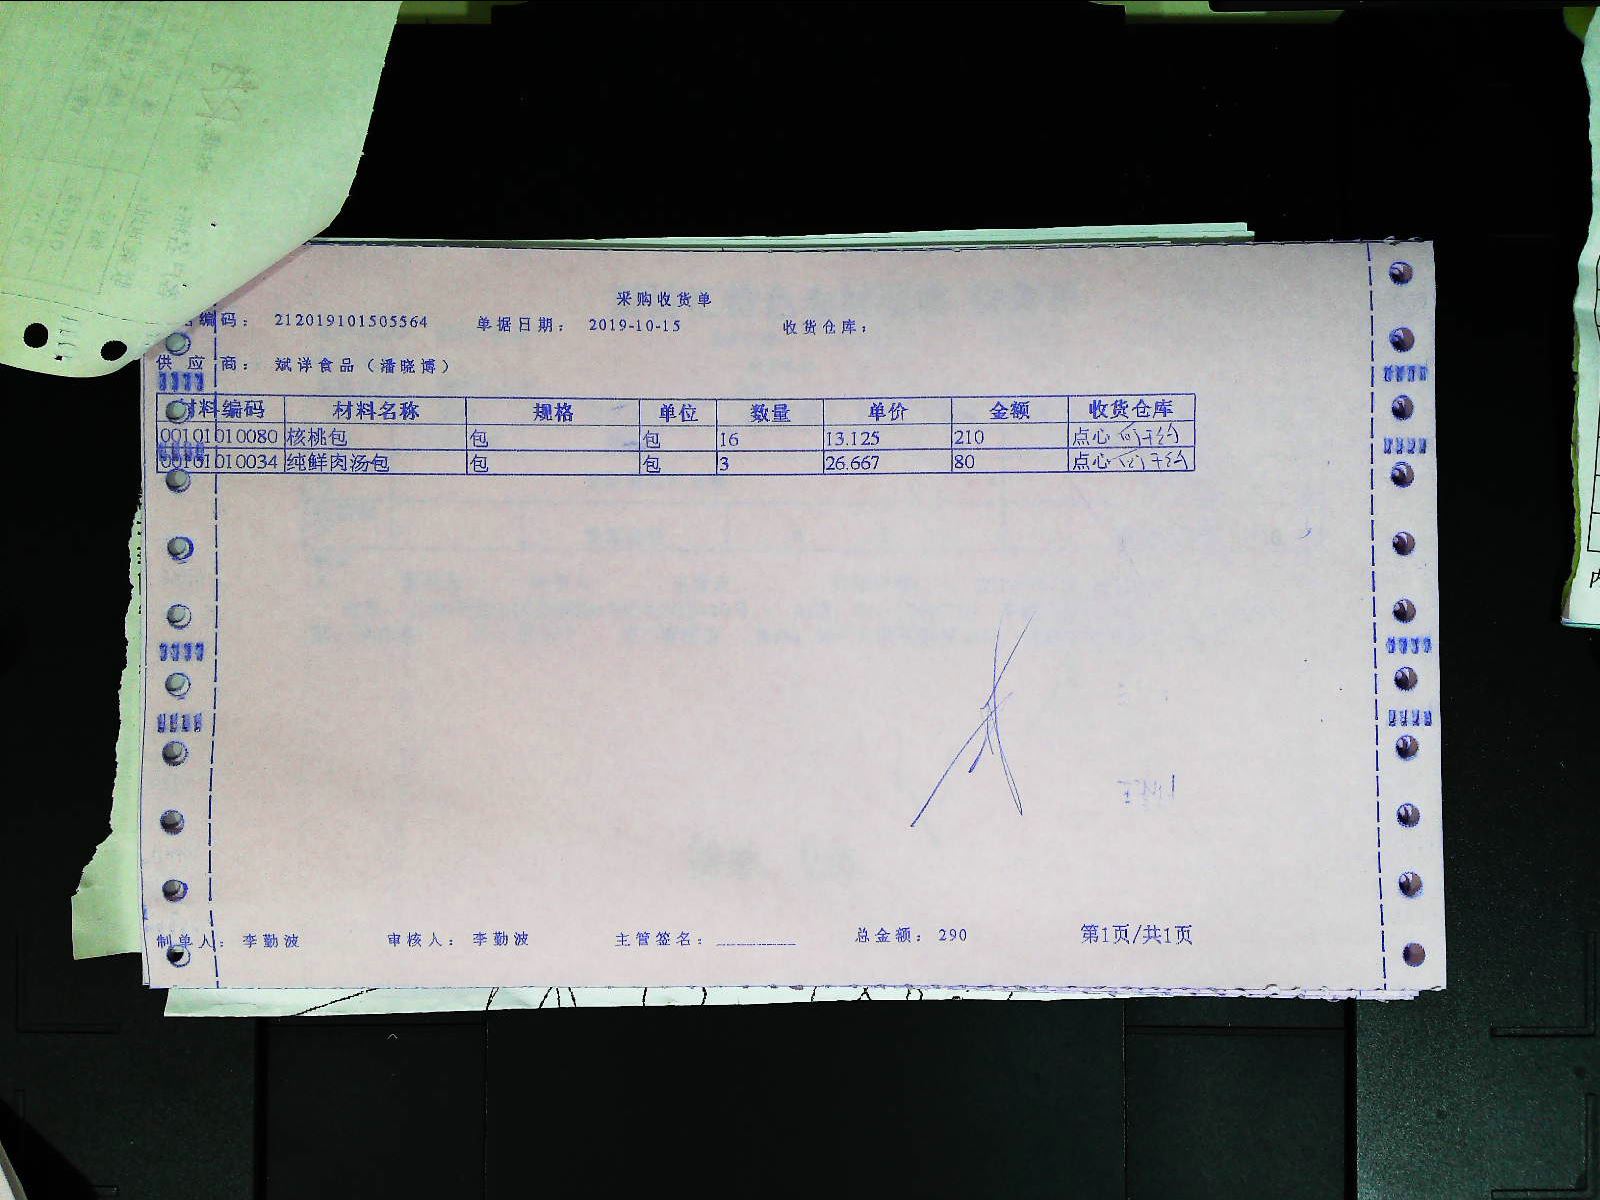 采购收货单
编码： 212019101505564 单据日期： 2019-10-15 收货仓库：
供应商： 斌洋食品（潘晓博）
材料编码 材料名称 规格 单位 数量 单价 金额 收货仓库
00101010080 核桃包 包 包 16 13.125 210 点心
00101010034 纯鲜肉汤包 包 包 3 26.667 80 点心
制单人： 李勤波 审核人： 李勤波 主管签名： 总金额： 290 第1页/共1页